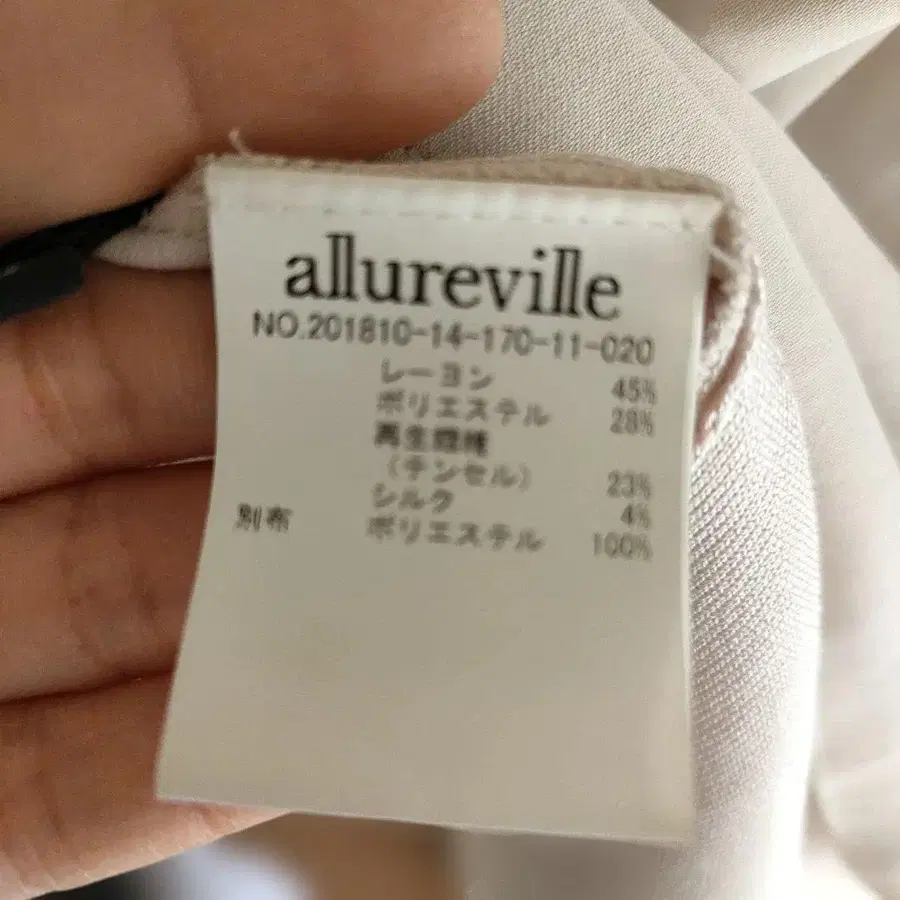 allureville
NO.201810-14-170-11-020
レーヨン 45%
ポリエステル 28%
再生繊維
(テンセル) 23%
シルク 4%
別布 ポリエステル 100%